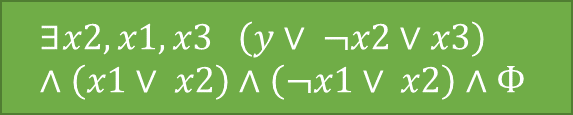 ∃x2, x1, x3 (y ∨ ¬x2 ∨ x3)
∧ (x1 ∨ x2) ∧ (¬x1 ∨ x2) ∧ Φ